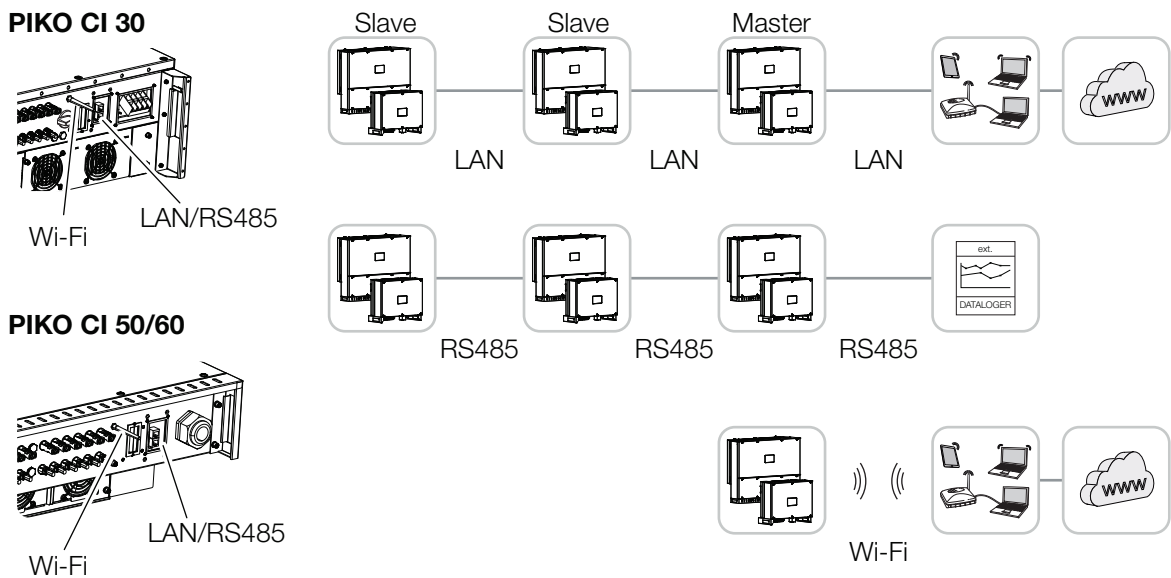 PIKO CI 30
Wi-Fi
LAN/RS485
PIKO CI 50/60
Wi-Fi
LAN/RS485
Slave
Slave
Master
LAN
LAN
LAN
WWW
RS485
RS485
RS485
ext.
DATALOGER
Wi-Fi
WWW